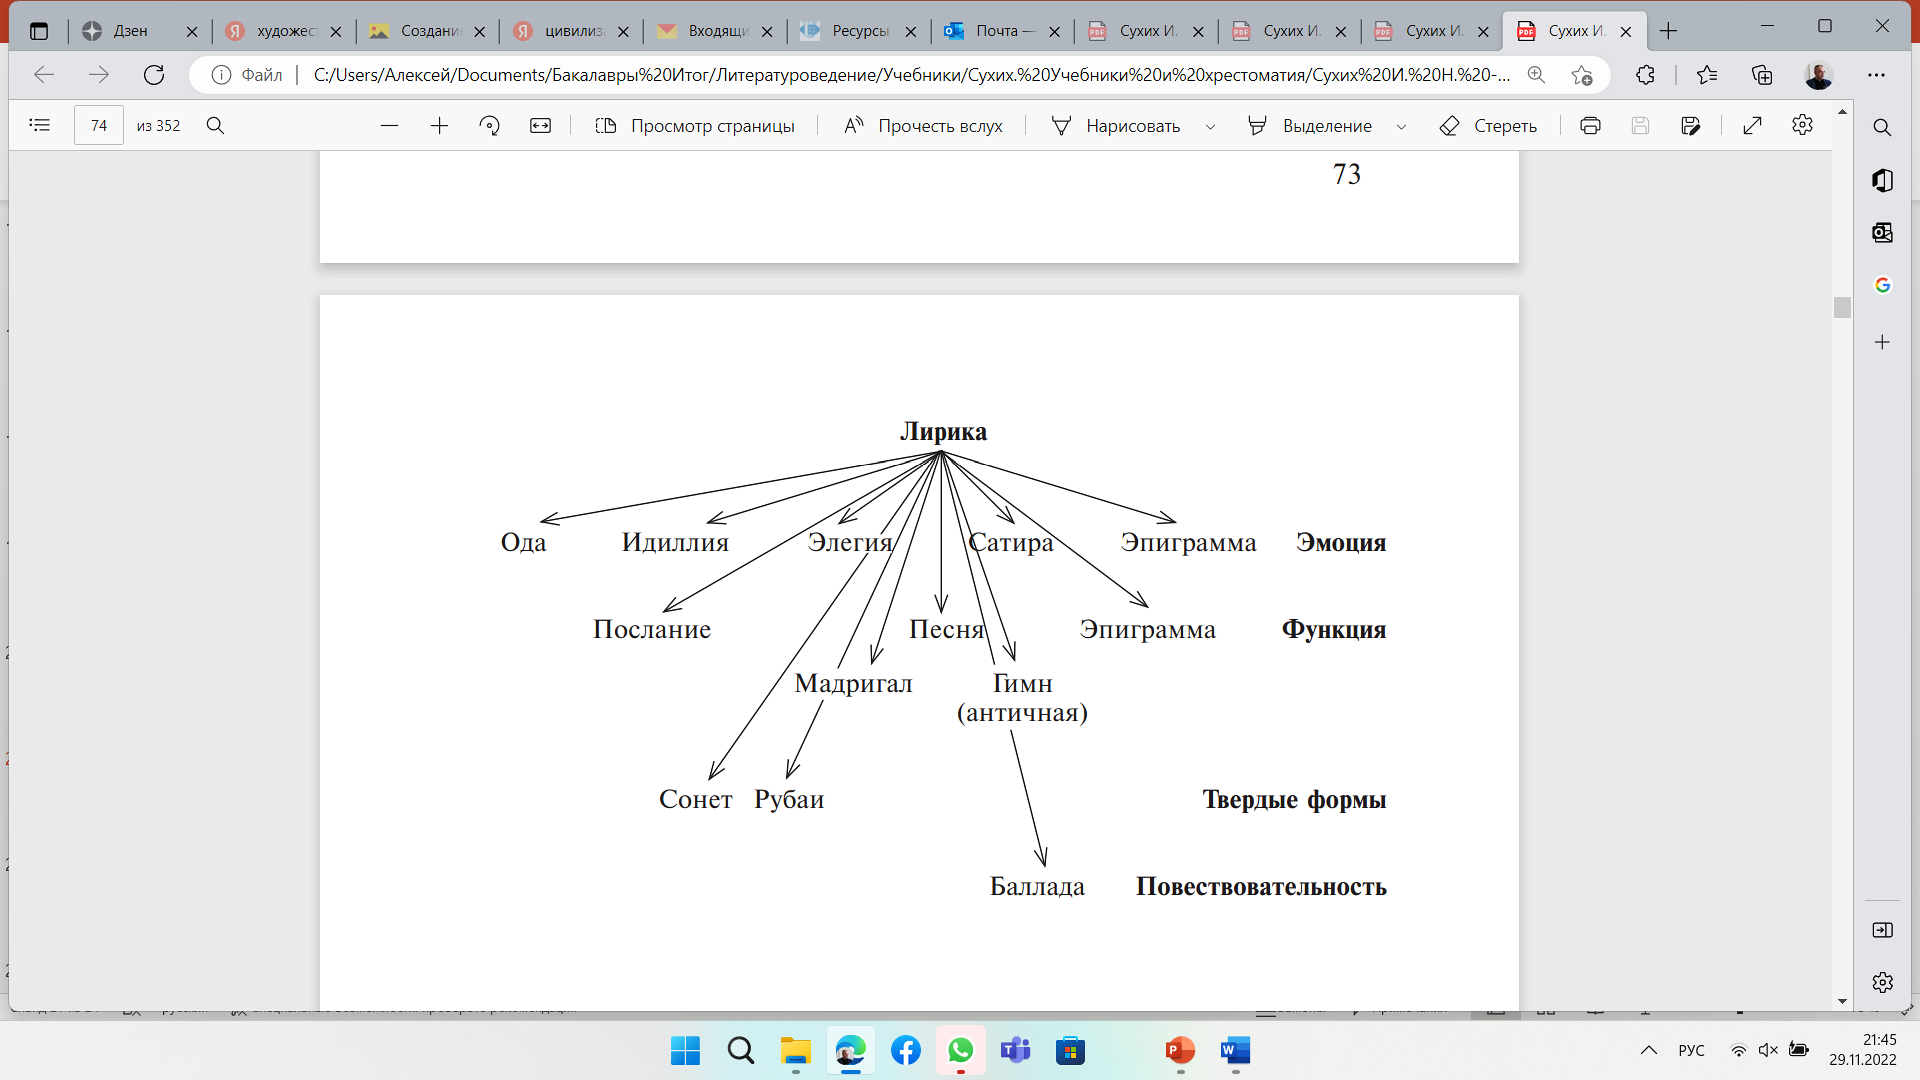 Дзен
художест
Создани
цивилиза
Входящи
Ресурсы
Почта —
Сухих И.
Сухих И.
Сухих И.
Сухих И.
Файл
C:/Users/Алексей/Documents/Бакалавры%20Итог/Литературоведение/Учебники/Сухих.%20Учебники%20и%20хрестоматия/Сухих%20И.%20Н.%20-...
74 из 352
Просмотр страницы
Прочесть вслух
Нарисовать
Выделение
Стереть
73
Лирика
Ода Идиллия Элегия Сатира Эпиграмма Эмоция
Послание Песня Эпиграмма Функция
Мадригал Гимн
(античная)
Сонет Рубаи Твердые формы
Баллада Повествовательность
РУС
21:45
29.11.2022